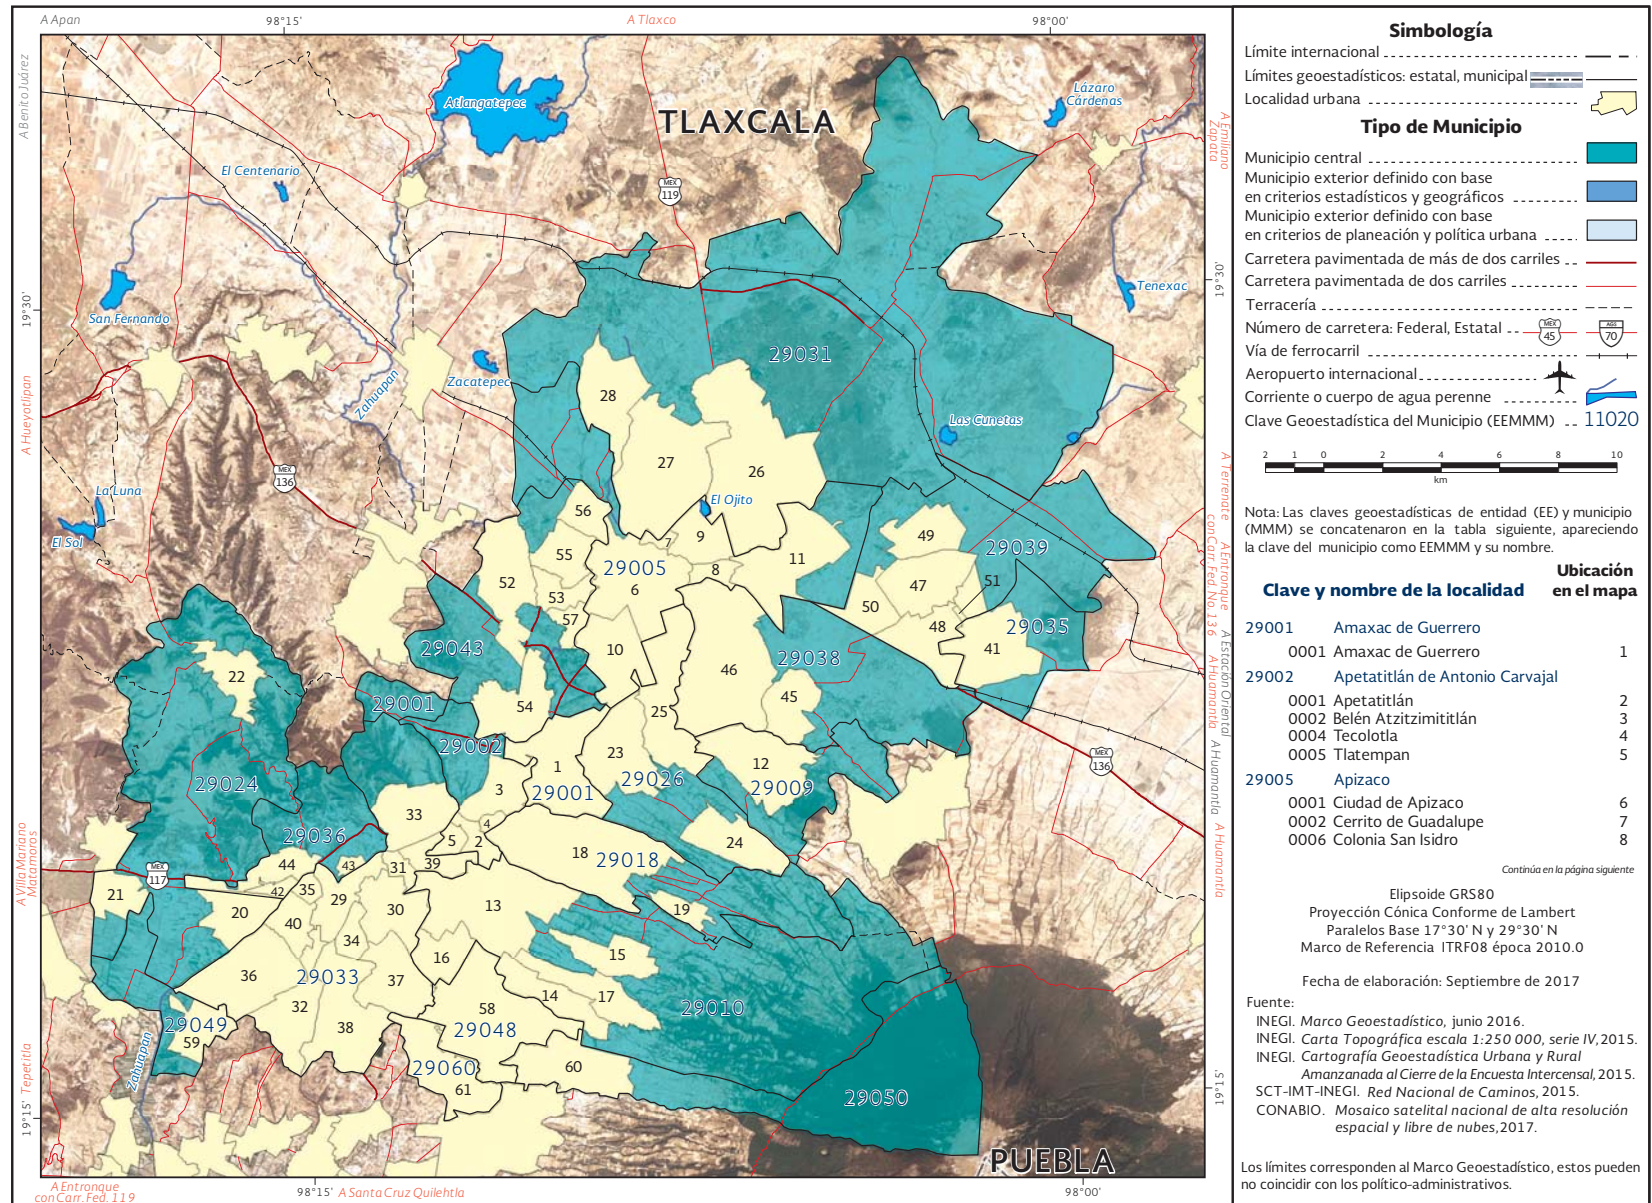 A Apan
98°15'
A Tlaxco
98°00'
A Benito Juárez
19°30'
A Hueyotlipan
A Villa Mariano
Matamoros
A Tepetitla
19°15'
A Emiliano
Zapata
19°30'
A Terrenate
A Entronque
con Carr. Fed. No. 136
A Estación Oriental
A Huamantla
A Huamantla
A Huamantla
19°15'
A Entronque
con Carr. Fed. 119
98°15'
A Santa Cruz Quilehtla
98°00'
TLAXCALA
PUEBLA
Atlangatepec
Lázaro
Cárdenas
El Centenario
MEX
119
San Fernando
Tenexac
Zahuapan
Zacatepec
29031
28
Las Cunetas
27
26
MEX
136
La Luna
El Sol
El Ojito
56
49
9
7
29039
55
11
29005
8
52
6
47
51
53
50
57
48
29035
29043
10
29038
41
22
46
45
29001
54
25
29002
23
12
MEX
136
1
29024
29026
29009
3
29001
33
4
29036
5
2
24
18
29018
44
43
31
39
MEX
117
21
42
35
29
19
20
30
13
40
34
15
16
36
29033
37
17
14
32
58
29010
29049
38
29048
59
Zahuapan
29060
60
61
29050
Simbología
Límite internacional
Límites geoestadísticos: estatal, municipal
Localidad urbana
Tipo de Municipio
Municipio central
Municipio exterior definido con base
en criterios estadísticos y geográficos
Municipio exterior definido con base
en criterios de planeación y política urbana
Carretera pavimentada de más de dos carriles
Carretera pavimentada de dos carriles
Terracería
Número de carretera: Federal, Estatal MEX 45 AGS 70
Vía de ferrocarril
Aeropuerto internacional
Corriente o cuerpo de agua perenne
Clave Geoestadística del Municipio (EEMMM) 11020
2 1 0 2 4 6 8 10
km
Nota: Las claves geoestadísticas de entidad (EE) y municipio
(MMM) se concatenaron en la tabla siguiente, apareciendo
la clave del municipio como EEMMM y su nombre.
Clave y nombre de la localidad
Ubicación
en el mapa
29001 Amaxac de Guerrero
0001 Amaxac de Guerrero 1
29002 Apetatitlán de Antonio Carvajal
0001 Apetatitlán 2
0002 Belén Atzitzimititlán 3
0004 Tecolotla 4
0005 Tlatempan 5
29005 Apizaco
0001 Ciudad de Apizaco 6
0002 Cerrito de Guadalupe 7
0006 Colonia San Isidro 8
Continúa en la página siguiente
Elipsoide GRS80
Proyección Cónica Conforme de Lambert
Paralelos Base 17°30' N y 29°30' N
Marco de Referencia ITRF08 época 2010.0
Fecha de elaboración: Septiembre de 2017
Fuente:
INEGI. Marco Geoestadístico, junio 2016.
INEGI. Carta Topográfica escala 1:250 000, serie IV, 2015.
INEGI. Cartografía Geoestadística Urbana y Rural
Amanzanada al Cierre de la Encuesta Intercensal, 2015.
SCT-IMT-INEGI. Red Nacional de Caminos, 2015.
CONABIO. Mosaico satelital nacional de alta resolución
espacial y libre de nubes, 2017.
Los límites corresponden al Marco Geoestadístico, estos pueden
no coincidir con los político-administrativos.